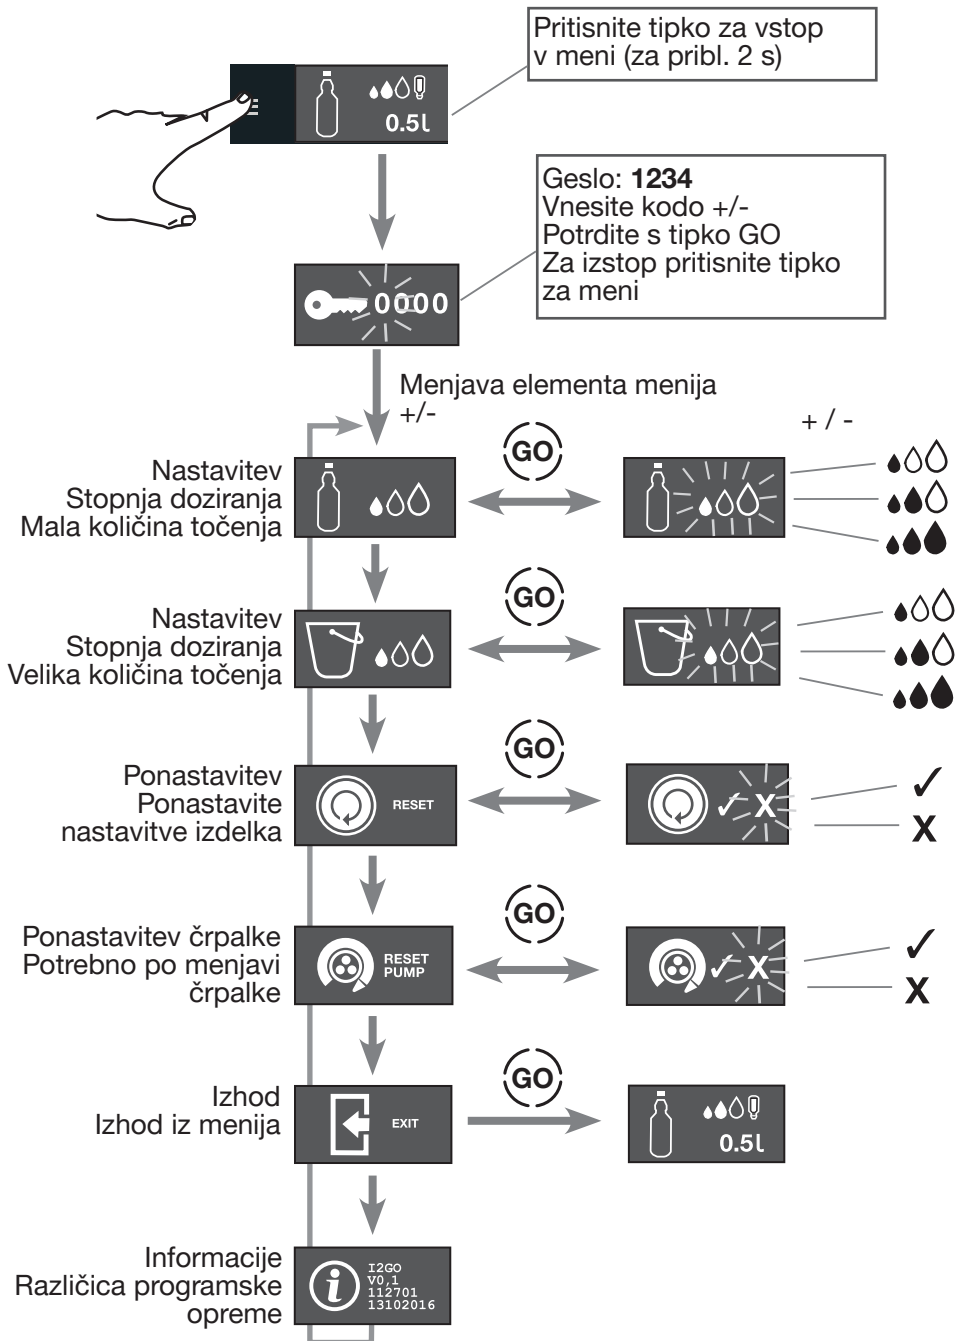 Pritisnite tipko za vstop
v meni (za pribl. 2 s)
0.5l
Geslo: 1234
Vnesite kodo +/-
Potrdite s tipko GO
Za izstop pritisnite tipko
za meni
0000
Menjava elementa menija
+/-
+ / -
GO
Nastavitev
Stopnja doziranja
Mala količina točenja
GO
Nastavitev
Stopnja doziranja
Velika količina točenja
GO
Ponastavitev
Ponastavite
nastavitve izdelka
RESET
X
X
GO
Ponastavitev črpalke
Potrebno po menjavi
črpalke
RESET
PUMP
X
X
GO
Izhod
Izhod iz menija
EXIT
0.5l
Informacije
Različica programske
opreme
I2GO
V0,1
112701
13102016